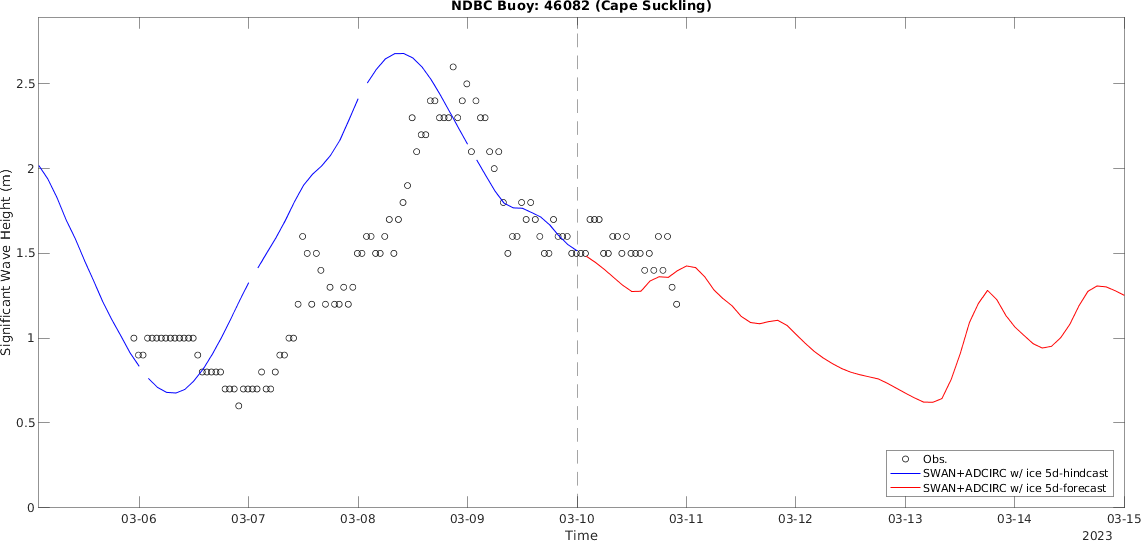 NDBC Buoy: 46082 (Cape Suckling)
Significant Wave Height (m)
2.5
2
1.5
1
0.5
0
03-06
03-07
03-08
03-09
03-10
03-11
03-12
03-13
03-14
03-15
Time
2023
Obs.
SWAN+ADCIRC w/ ice 5d-hindcast
SWAN+ADCIRC w/ ice 5d-forecast